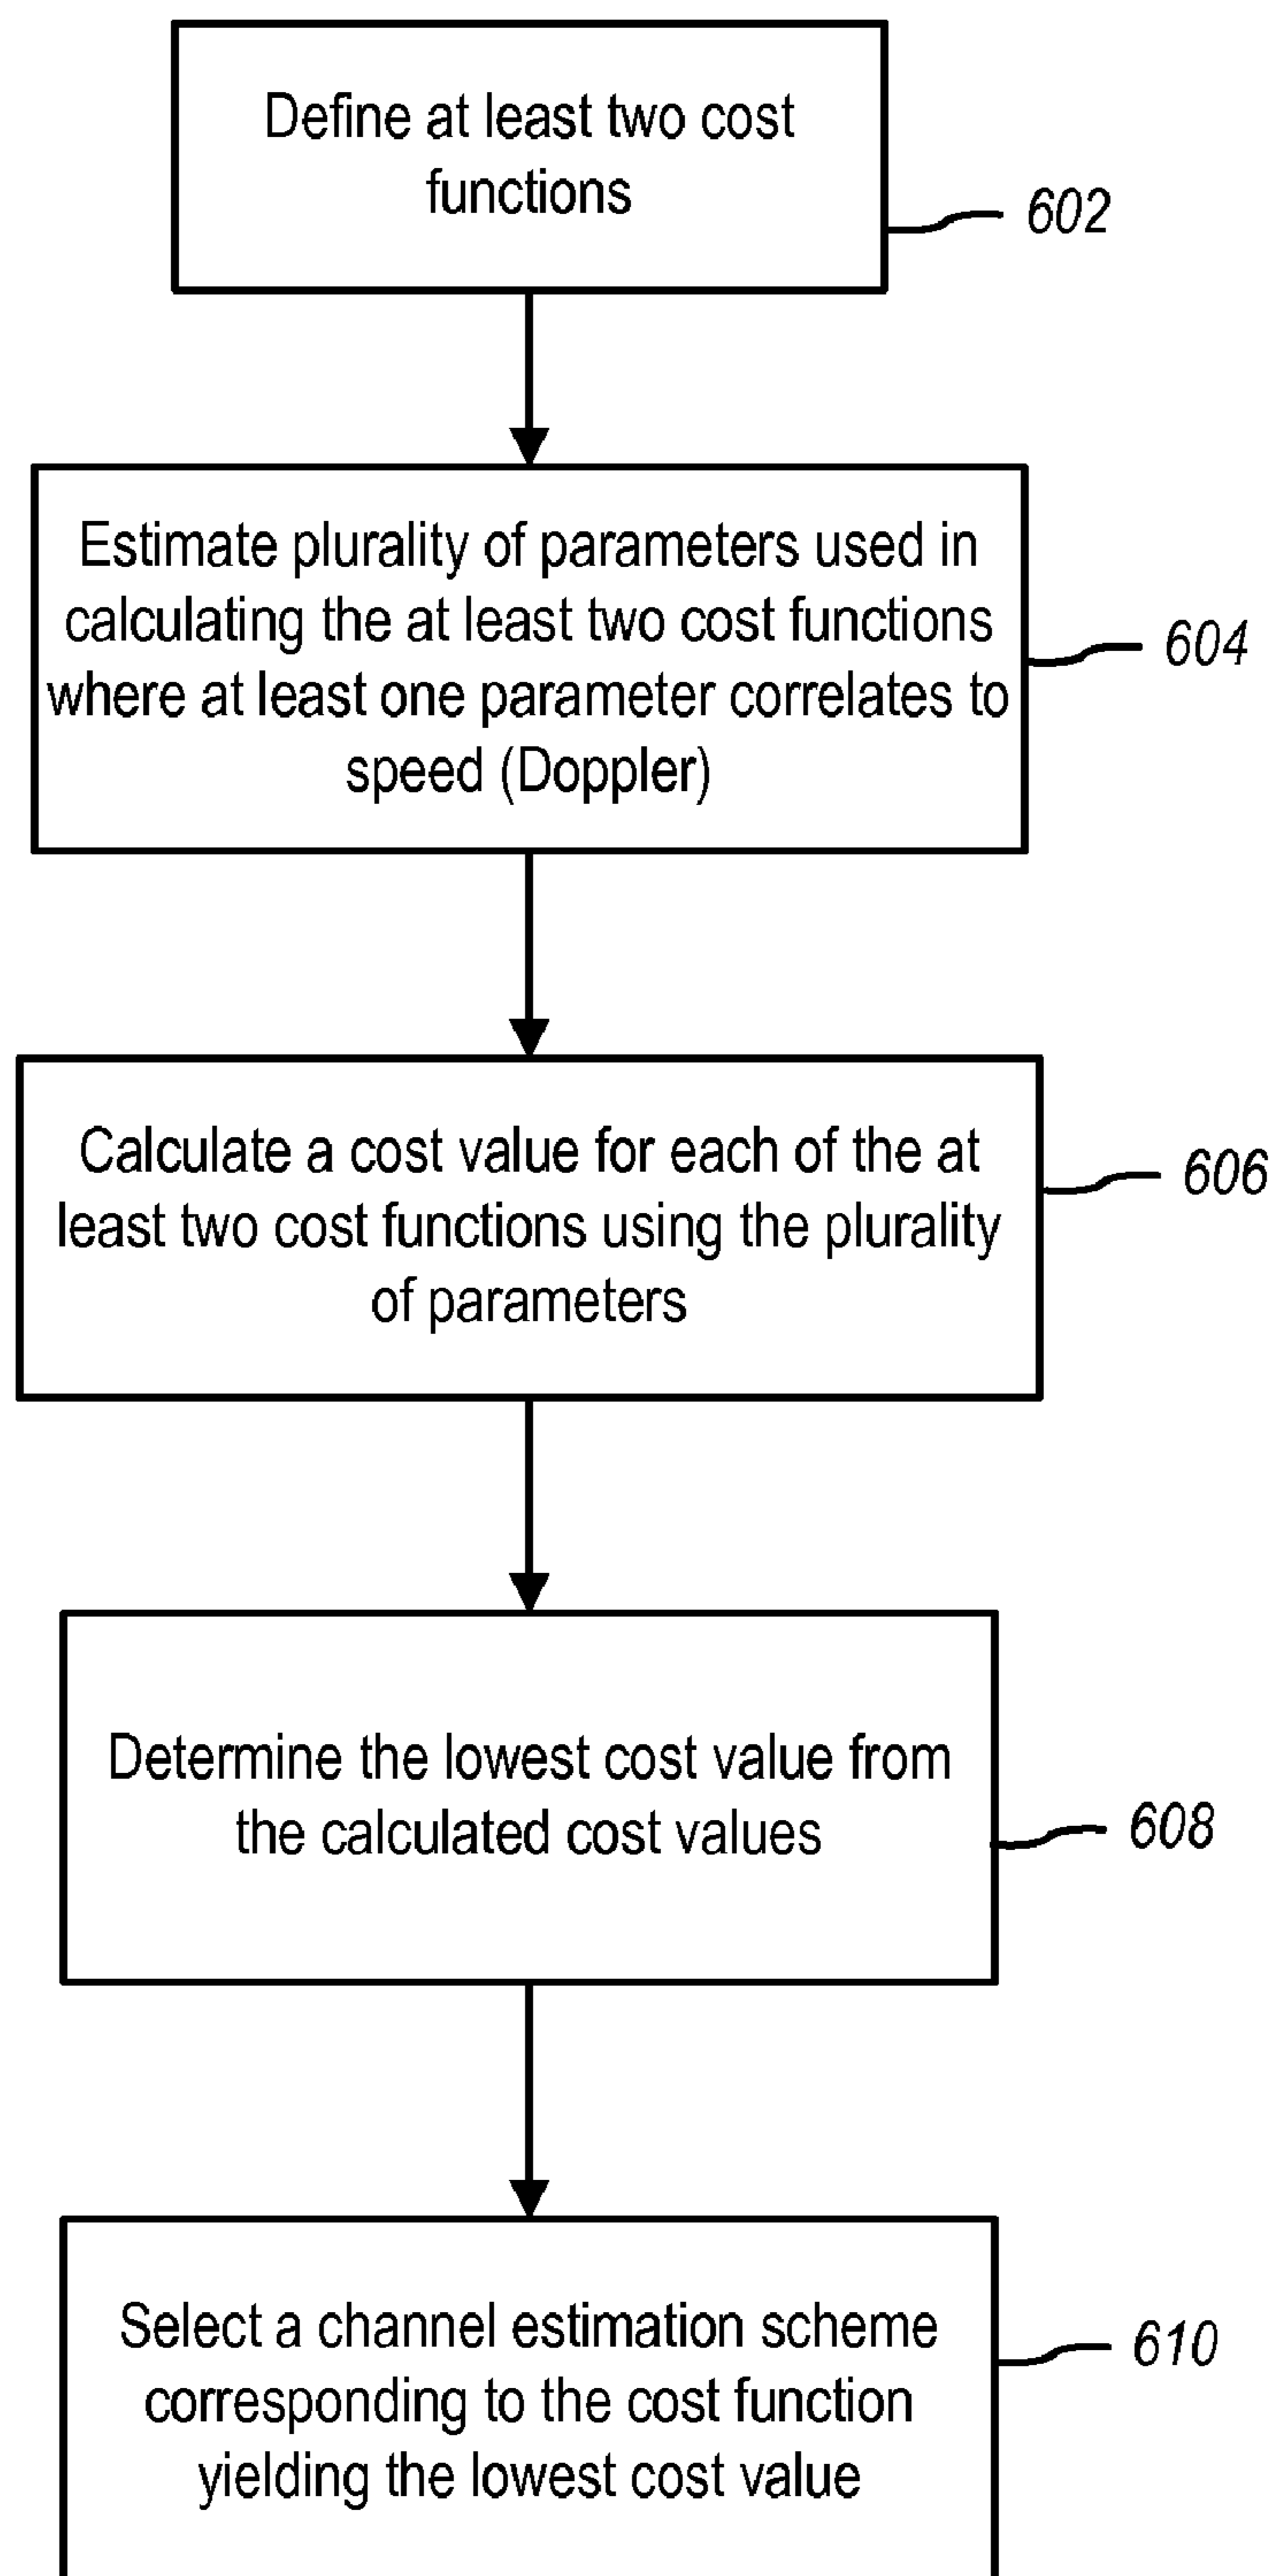 Define at least two cost
functions
602
Estimate plurality of parameters used in
calculating the at least two cost functions
where at least one parameter correlates to
speed (Doppler)
604
Calculate a cost value for each of the at
least two cost functions using the plurality
of parameters
606
Determine the lowest cost value from
the calculated cost values
608
Select a channel estimation scheme
corresponding to the cost function
yielding the lowest cost value
610